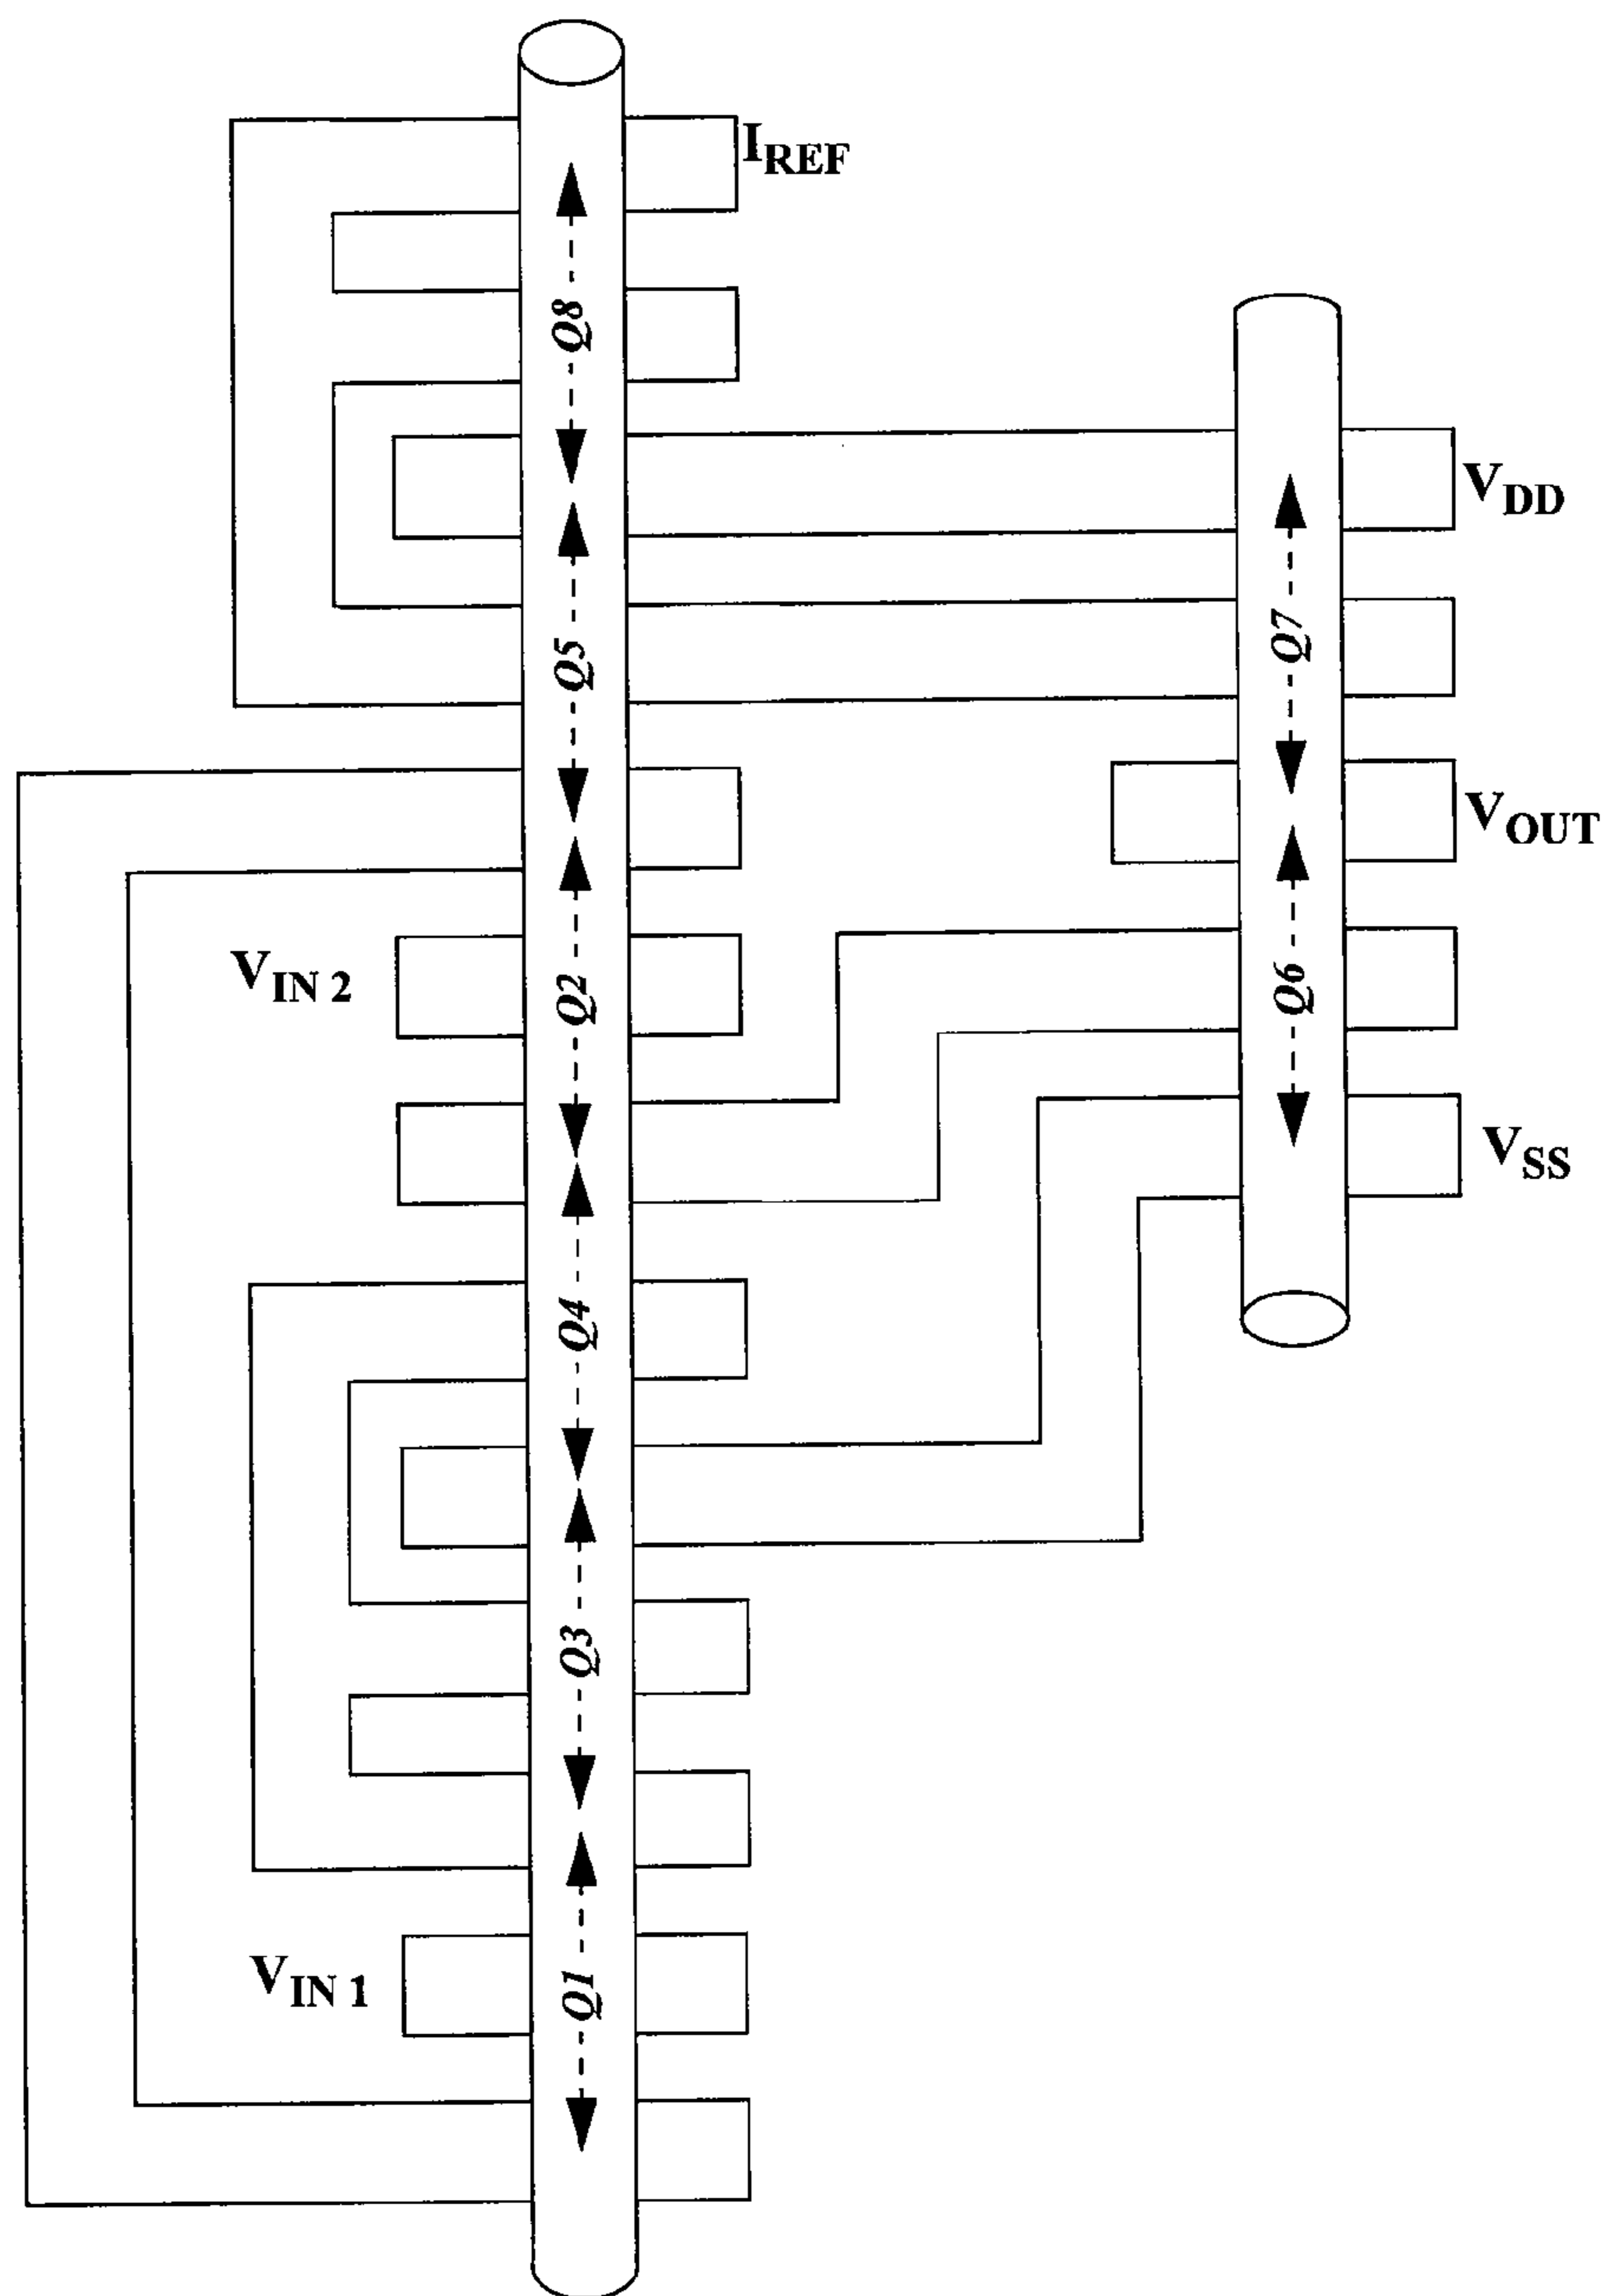 I_REF
Q8
V_DD
Q7
Q5
V_OUT
V_IN 2
Q2
Q6
V_SS
Q4
Q3
V_IN 1
Q1